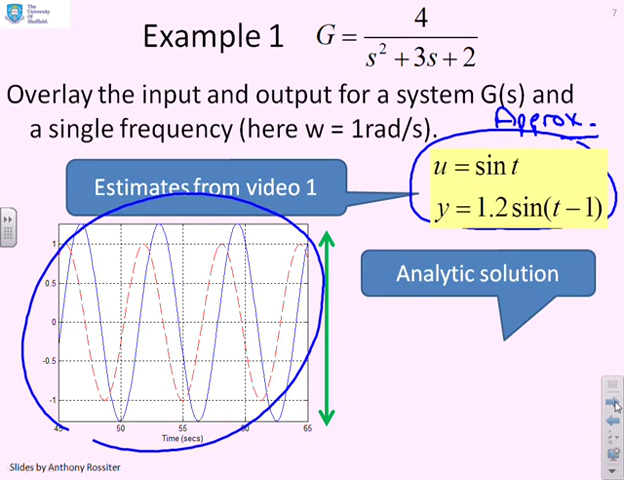 The
University
Of
Sheffield.
7
Example 1 G = 4 / (s² + 3s + 2)
Overlay the input and output for a system G(s) and
a single frequency (here w = 1rad/s).
Approx.
Estimates from video 1
u = sin t
y = 1.2 sin(t − 1)
Analytic solution
1
0.5
0
-0.5
-1
45 50 55 60 65
Time (secs)
Slides by Anthony Rossiter